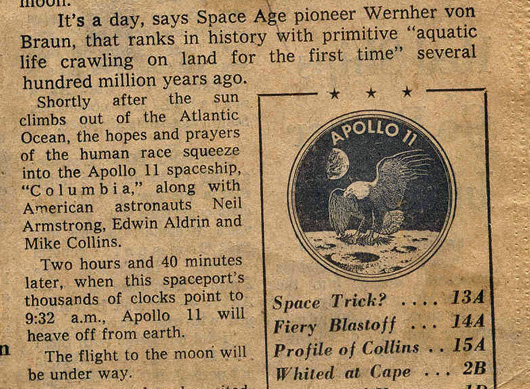 moon.
It's a day, says Space Age pioneer Wernher von
Braun, that ranks in history with primitive "aquatic
life crawling on land for the first time" several
hundred million years ago.
Shortly after the sun
climbs out of the Atlantic
Ocean, the hopes and prayers
of the human race squeeze
into the Apollo 11 spaceship,
"Columbia," along with
American astronauts Neil
Armstrong, Edwin Aldrin and
Mike Collins.
Two hours and 40 minutes
later, when this spaceport's
thousands of clocks point to
9:32 a.m., Apollo 11 will
heave off from earth.
The flight to the moon will
be under way.
APOLLO 11
Space Trick? .... 13A
Fiery Blastoff ... 14A
Profile of Collins .. 15A
Whited at Cape ... 2B